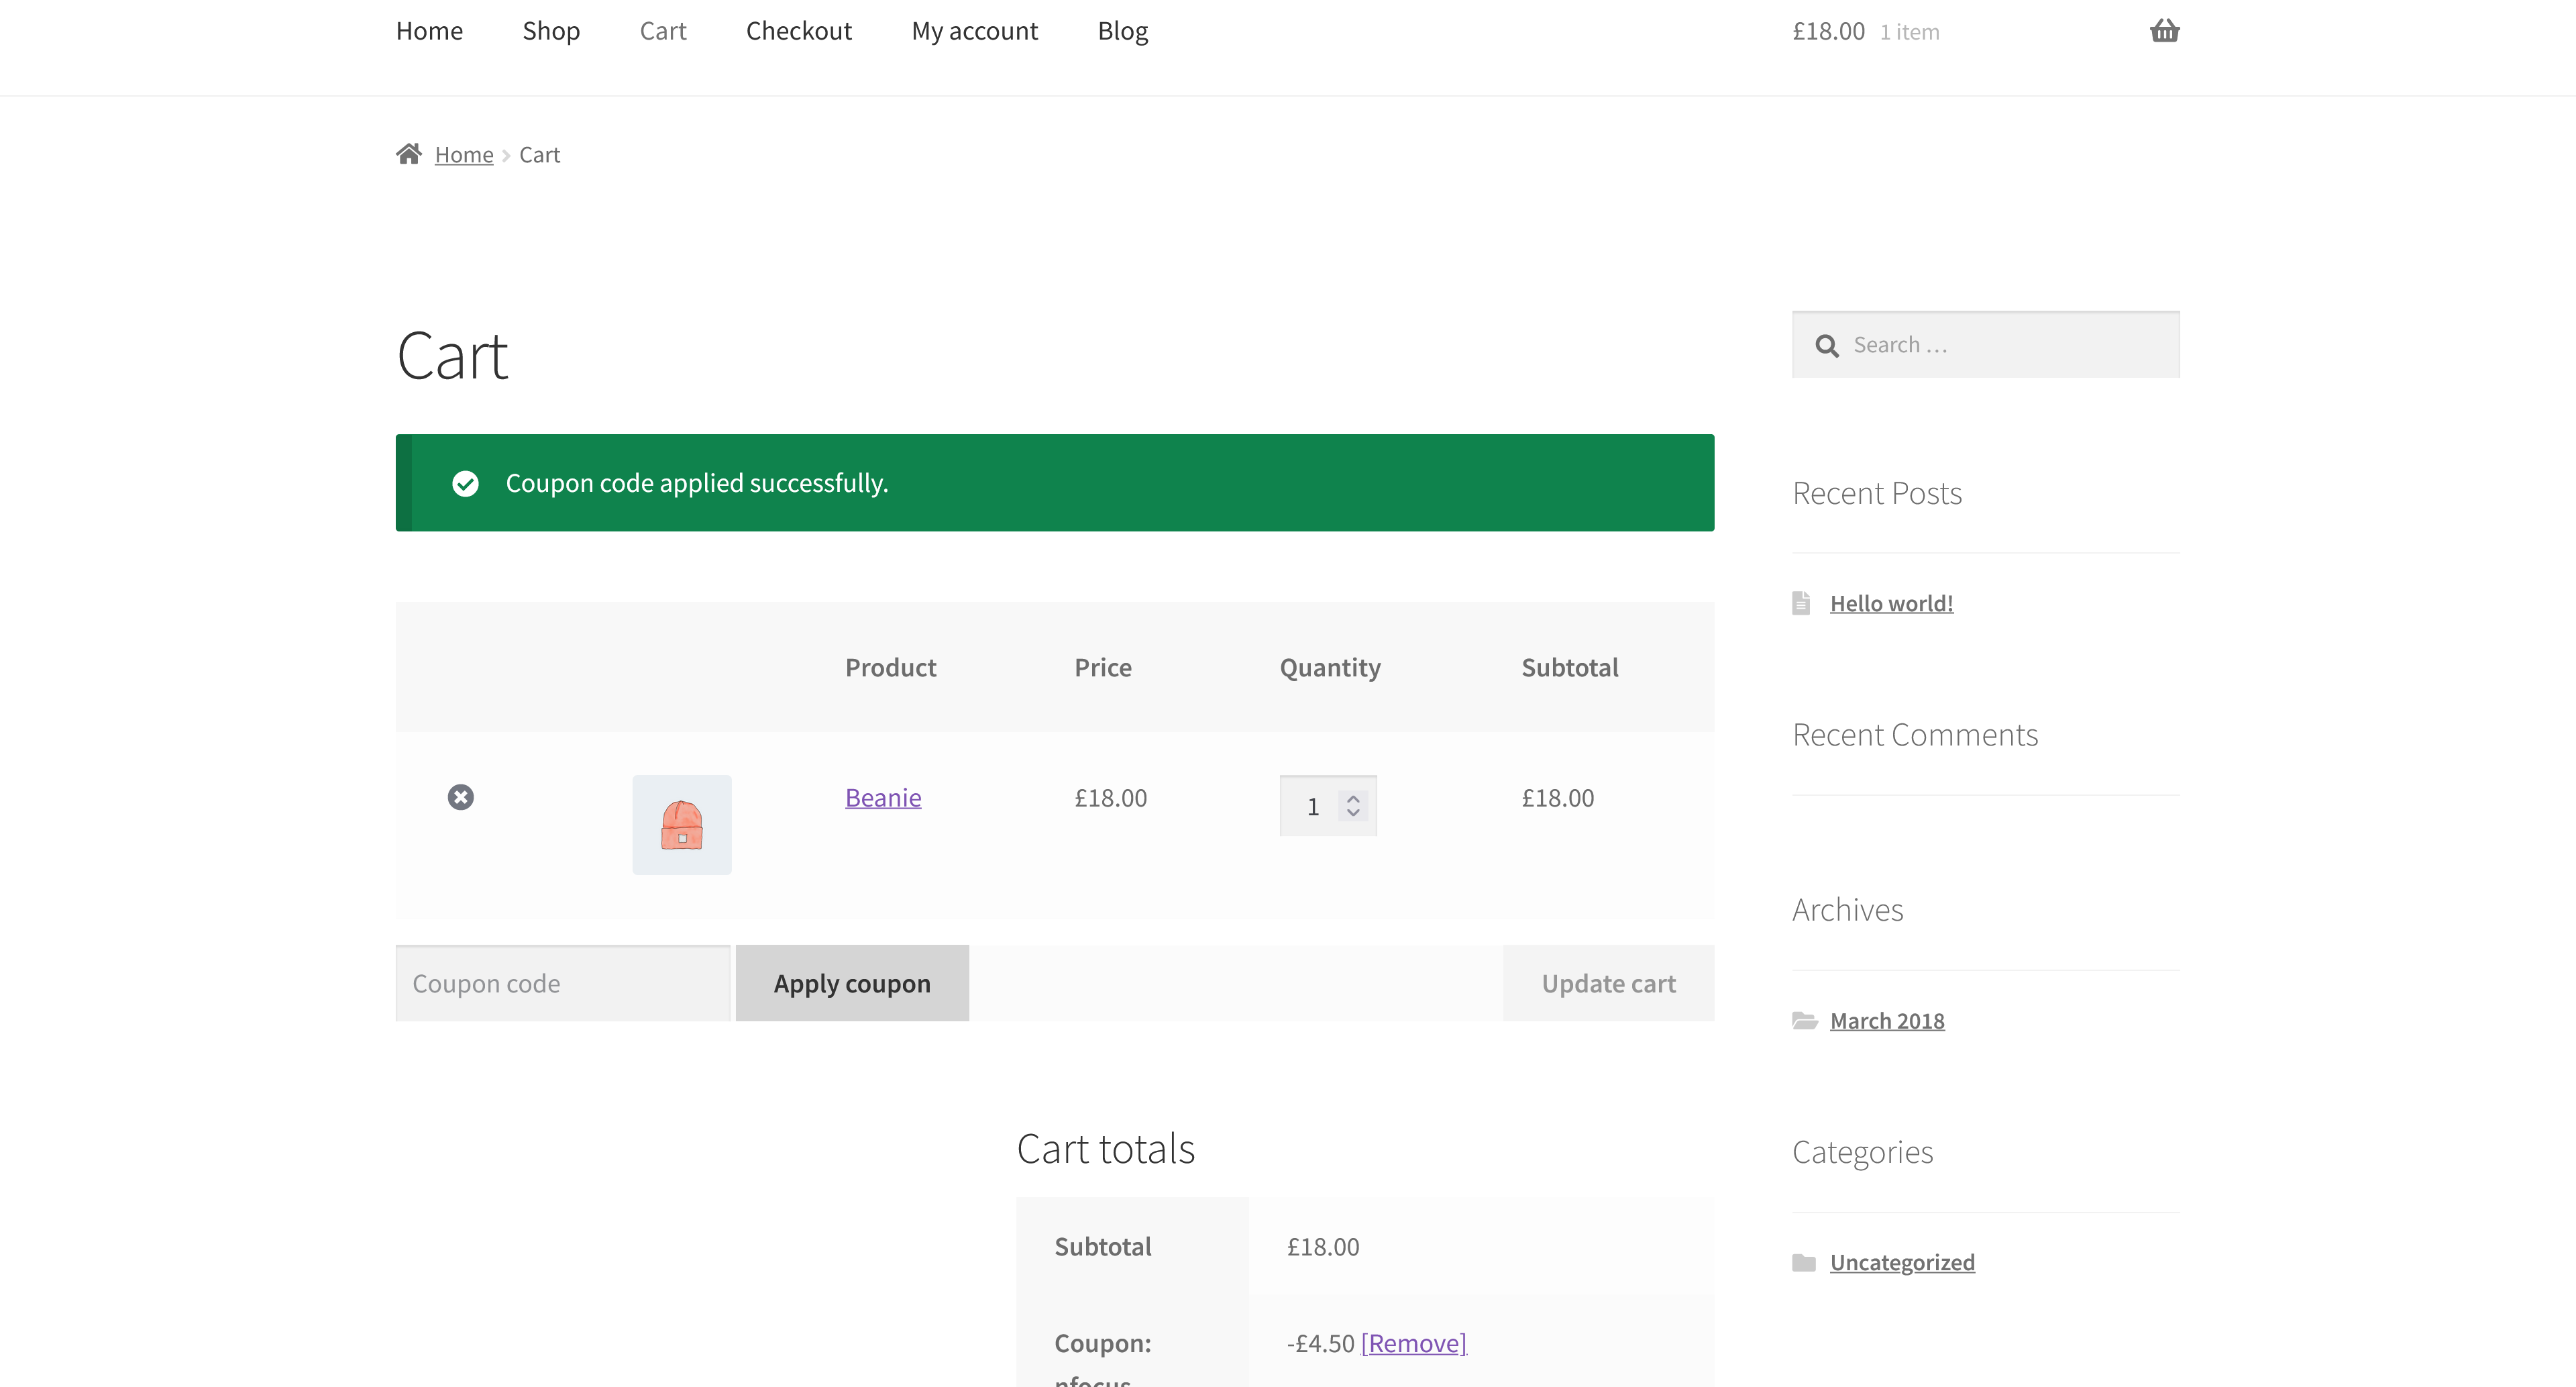 Home Shop Cart Checkout My account Blog £18.00 1 item
Home Cart
Cart
Search …
Coupon code applied successfully.
Recent Posts
Hello world!
Product Price Quantity Subtotal
Beanie £18.00 1 £18.00
Recent Comments
Archives
Coupon code Apply coupon Update cart
March 2018
Cart totals
Categories
Subtotal £18.00
Uncategorized
Coupon: -£4.50 [Remove]
nfocus